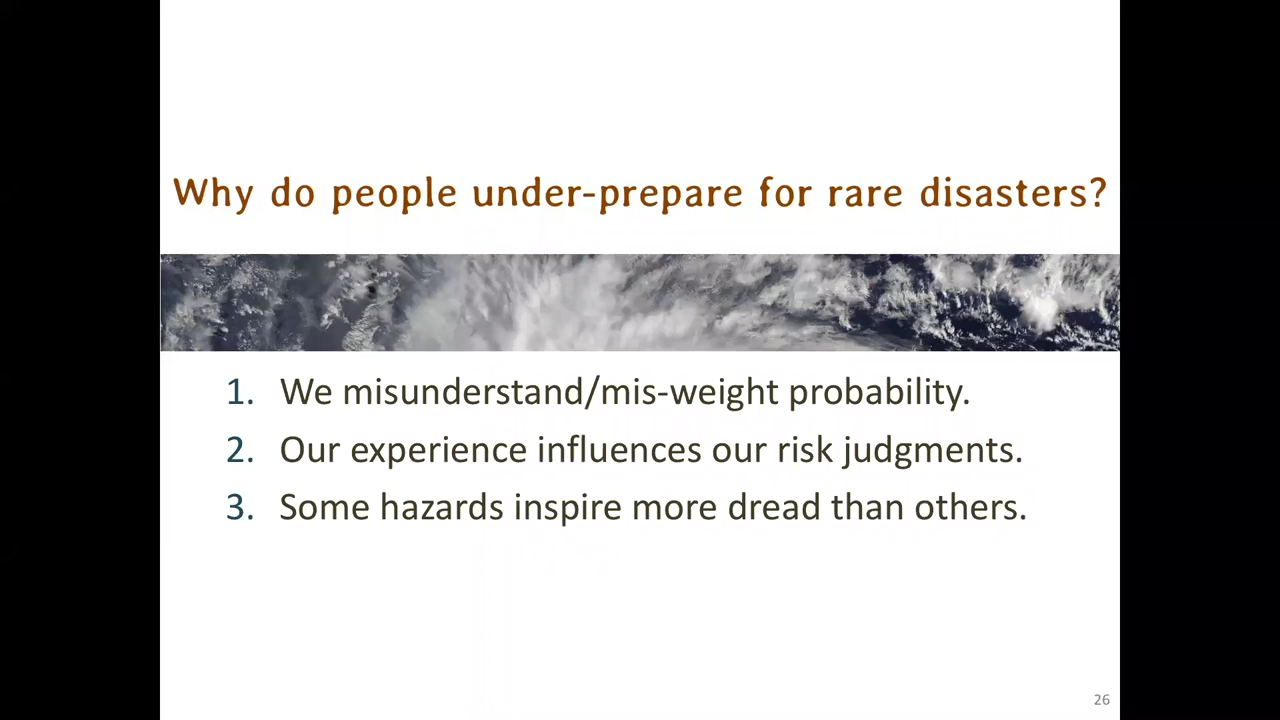 Why do people under-prepare for rare disasters?
1. We misunderstand/mis-weight probability.
2. Our experience influences our risk judgments.
3. Some hazards inspire more dread than others.
26